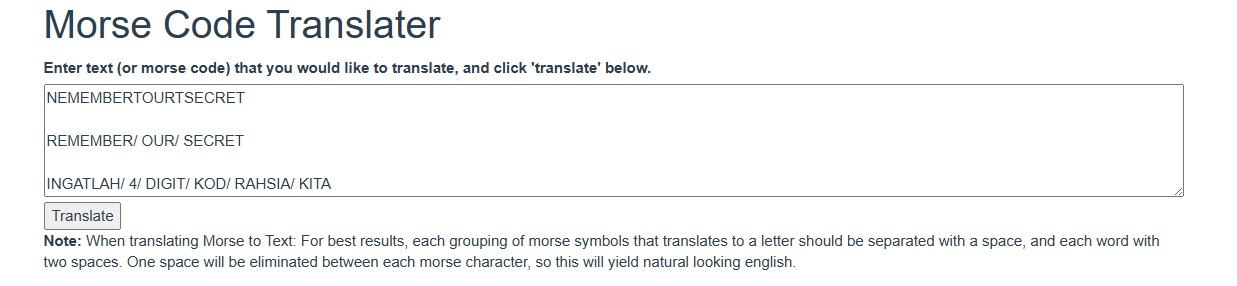 Morse Code Translater
Enter text (or morse code) that you would like to translate, and click 'translate' below.
NEMEMBERTOURTSECRET
REMEMBER/ OUR/ SECRET
INGATLAH/ 4/ DIGIT/ KOD/ RAHSIA/ KITA
Translate
Note: When translating Morse to Text: For best results, each grouping of morse symbols that translates to a letter should be separated with a space, and each word with
two spaces. One space will be eliminated between each morse character, so this will yield natural looking english.